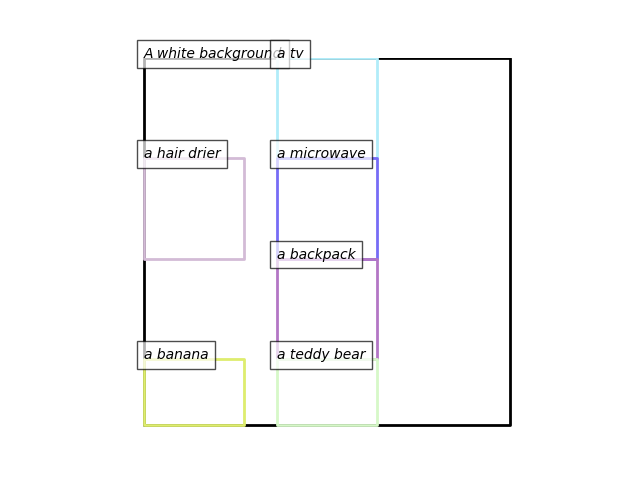 A white background
a tv
a hair drier
a microwave
a backpack
a banana
a teddy bear